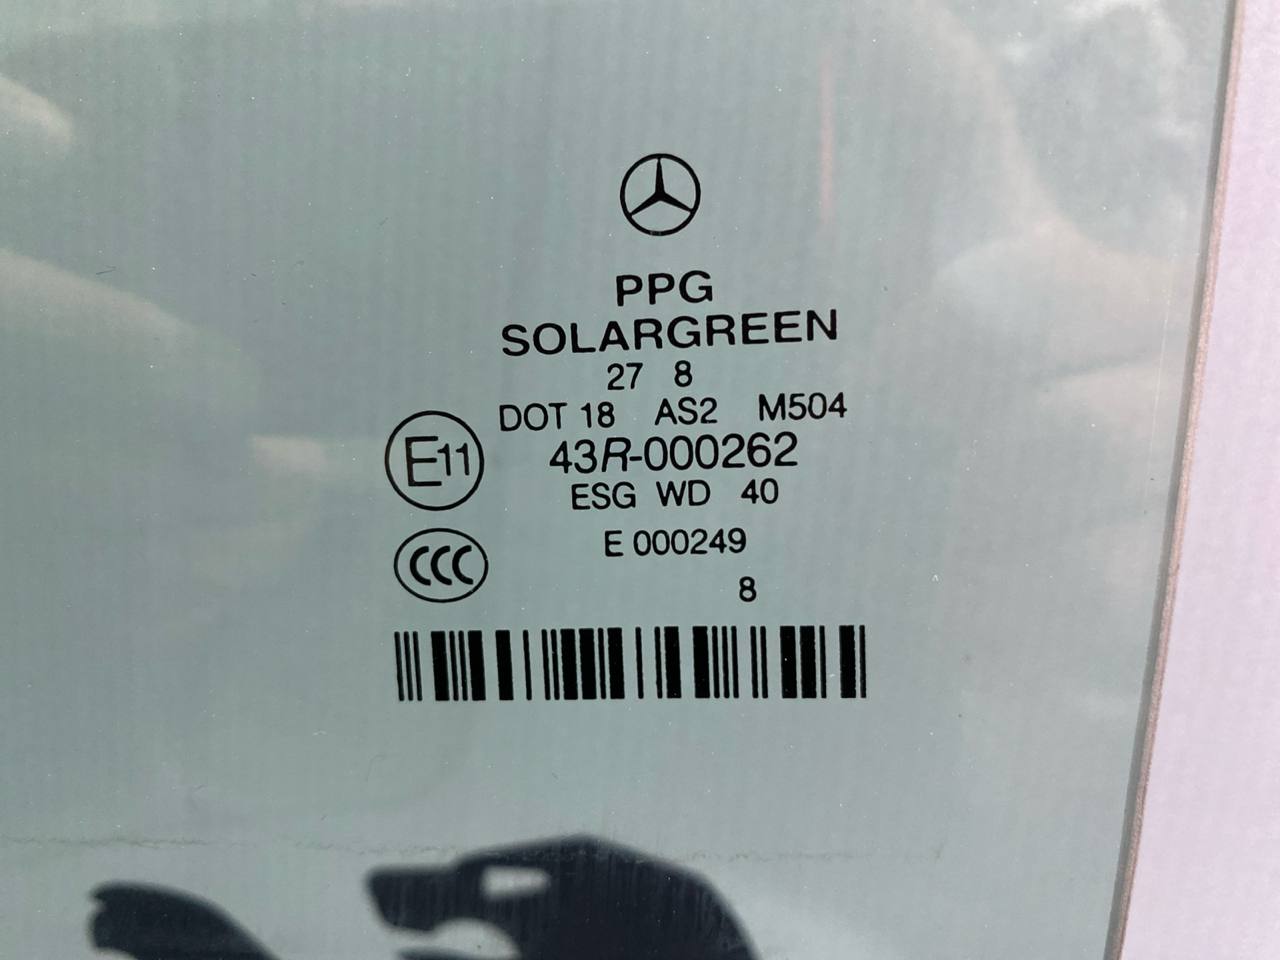 PPG
SOLARGREEN
27 8
DOT 18 AS2 M504
E11 43R-000262
ESG WD 40
CCC E 000249
8